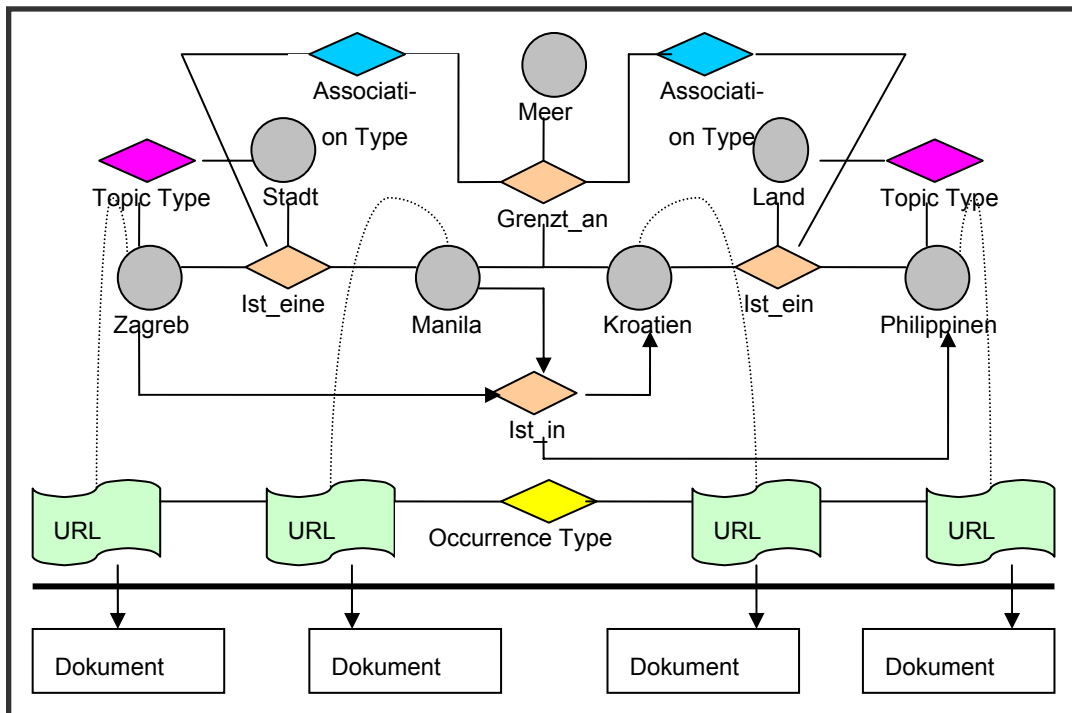 Associati-
on Type
Meer
Associati-
on Type
Topic Type
Stadt
Grenzt_an
Land
Topic Type
Zagreb
Ist_eine
Manila
Kroatien
Ist_ein
Philippinen
Ist_in
URL
URL
Occurrence Type
URL
URL
Dokument
Dokument
Dokument
Dokument